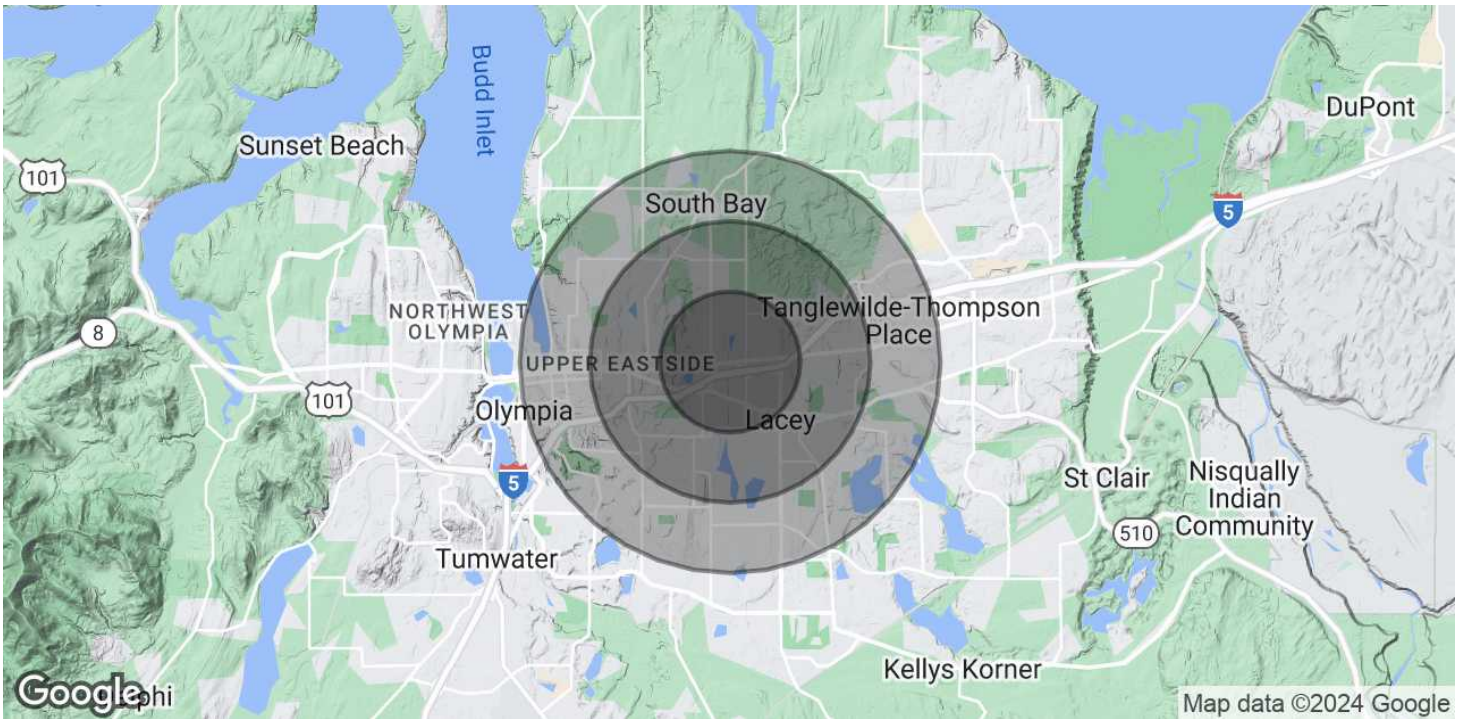 DuPont
Budd Inlet
Sunset Beach
101
South Bay
5
NORTHWEST
OLYMPIA
Tanglewilde-Thompson
Place
8
UPPER EASTSIDE
101
Olympia
Lacey
5
St Clair
Nisqually
Indian
Community
510
Tumwater
Kellys Korner
Google
Map data ©2024 Google